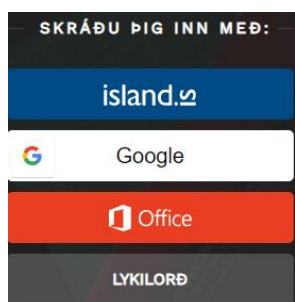 SKRÁÐU ÞIG INN MEÐ:
island.is
Google
Office
LYKILORÐ